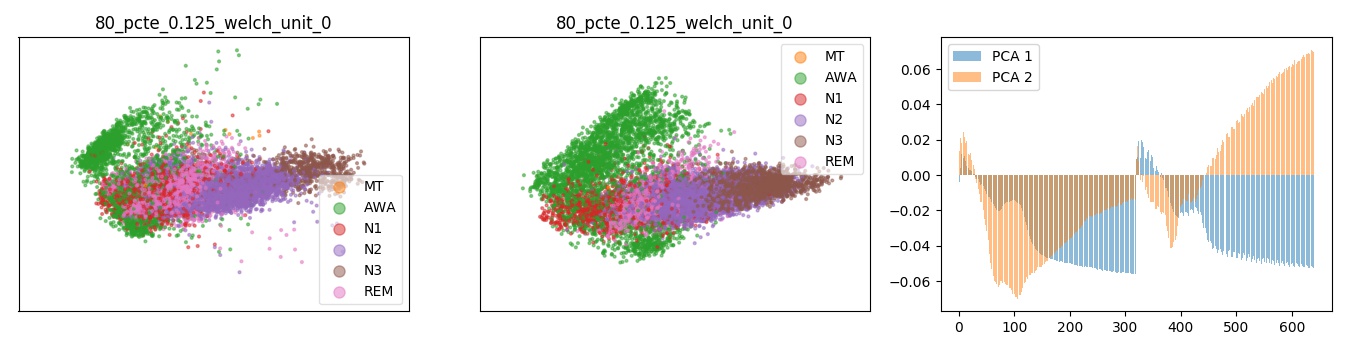 80_pcte_0.125_welch_unit_0
MT
AWA
N1
N2
N3
REM
80_pcte_0.125_welch_unit_0
MT
AWA
N1
N2
N3
REM
PCA 1
PCA 2
0.06
0.04
0.02
0.00
−0.02
−0.04
−0.06
0 100 200 300 400 500 600